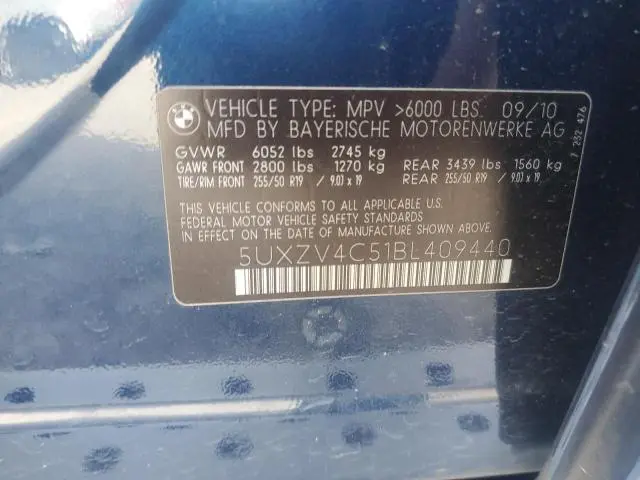 BMW
VEHICLE TYPE: MPV >6000 LBS 09/10
MFD BY BAYERISCHE MOTORENWERKE AG
GVWR 6052 lbs 2745 kg
GAWR FRONT 2800 lbs 1270 kg REAR 3439 lbs 1560 kg
TIRE/RIM FRONT 255/50 R19 / 9.0J x 19 REAR 255/50 R19 / 9.0J x 19
THIS VEHICLE CONFORMS TO ALL APPLICABLE U.S.
FEDERAL MOTOR VEHICLE SAFETY STANDARDS IN
EFFECT ON THE DATE OF MANUFACTURE SHOWN ABOVE.
5UXZV4C51BL409440
7 232 476